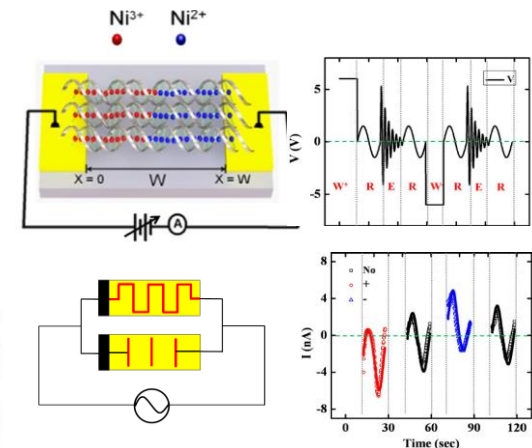 Ni³⁺ Ni²⁺
X = 0 W X = W
A
V (V)
5
0
-5
V
W⁺ R E R W⁻ R E R
I (nA)
8
4
0
-4
-8
No
+
-
0 30 60 90 120
Time (sec)